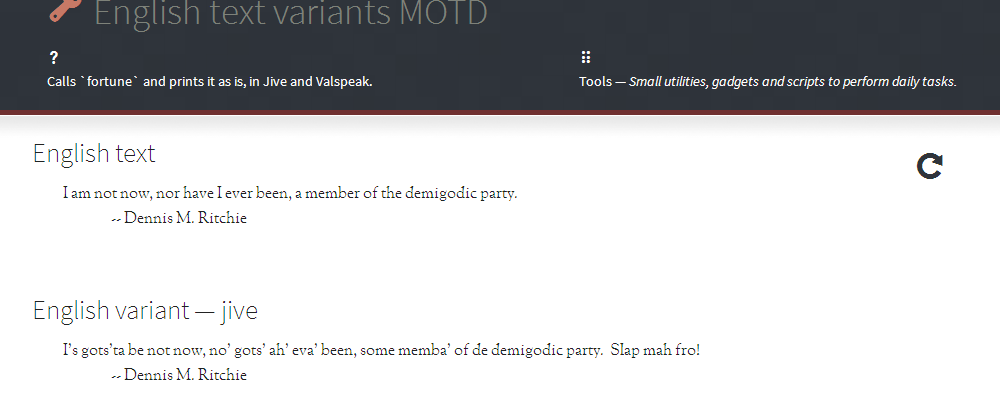 English text variants MOTD
?
Calls `fortune` and prints it as is, in Jive and Valspeak.
Tools — Small utilities, gadgets and scripts to perform daily tasks.
English text
I am not now, nor have I ever been, a member of the demigodic party.
-- Dennis M. Ritchie
English variant — jive
I's gots'ta be not now, no' gots' ah' eva' been, some memba' of de demigodic party.  Slap mah fro!
-- Dennis M. Ritchie